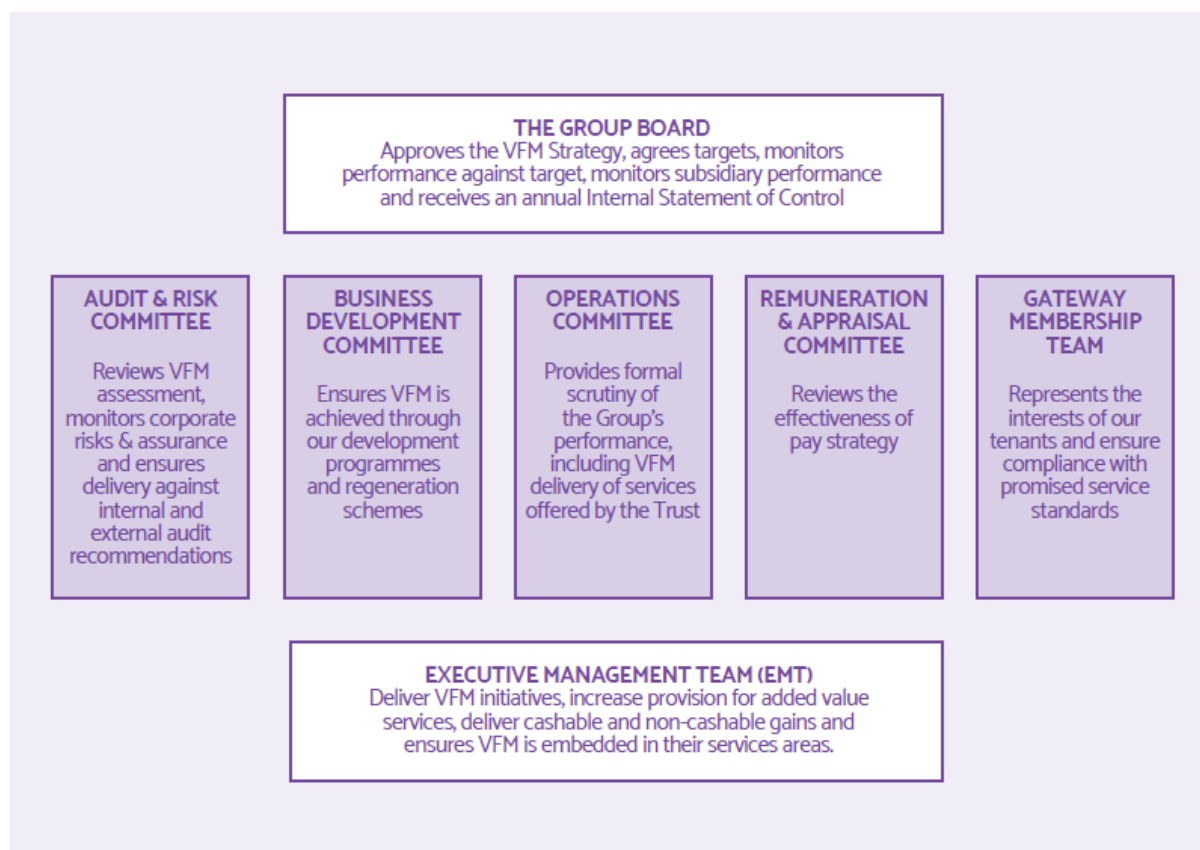 THE GROUP BOARD
Approves the VFM Strategy, agrees targets, monitors
performance against target, monitors subsidiary performance
and receives an annual Internal Statement of Control
AUDIT & RISK
COMMITTEE
Reviews VFM
assessment,
monitors corporate
risks & assurance
and ensures
delivery against
internal and
external audit
recommendations
BUSINESS
DEVELOPMENT
COMMITTEE
Ensures VFM is
achieved through
our development
programmes
and regeneration
schemes
OPERATIONS
COMMITTEE
Provides formal
scrutiny of
the Group's
performance,
including VFM
delivery of services
offered by the Trust
REMUNERATION
& APPRAISAL
COMMITTEE
Reviews the
effectiveness of
pay strategy
GATEWAY
MEMBERSHIP
TEAM
Represents the
interests of our
tenants and ensure
compliance with
promised service
standards
EXECUTIVE MANAGEMENT TEAM (EMT)
Deliver VFM initiatives, increase provision for added value
services, deliver cashable and non-cashable gains and
ensures VFM is embedded in their services areas.